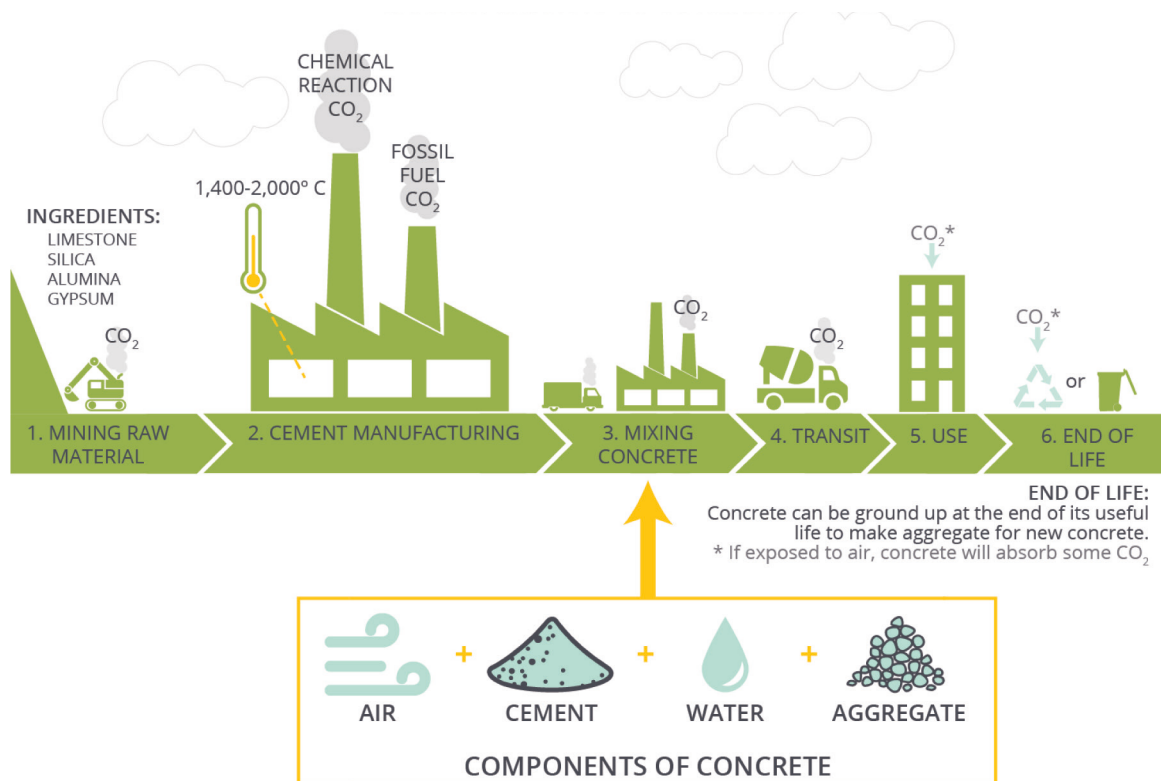 CHEMICAL
REACTION
CO₂
FOSSIL
FUEL
CO₂
1,400-2,000° C
INGREDIENTS:
LIMESTONE
SILICA
ALUMINA
GYPSUM
CO₂
CO₂
CO₂
CO₂*
CO₂*
or
1. MINING RAW
MATERIAL
2. CEMENT MANUFACTURING
3. MIXING
CONCRETE
4. TRANSIT
5. USE
6. END OF
LIFE
END OF LIFE:
Concrete can be ground up at the end of its useful
life to make aggregate for new concrete.
* If exposed to air, concrete will absorb some CO₂
AIR
+
CEMENT
+
WATER
+
AGGREGATE
COMPONENTS OF CONCRETE